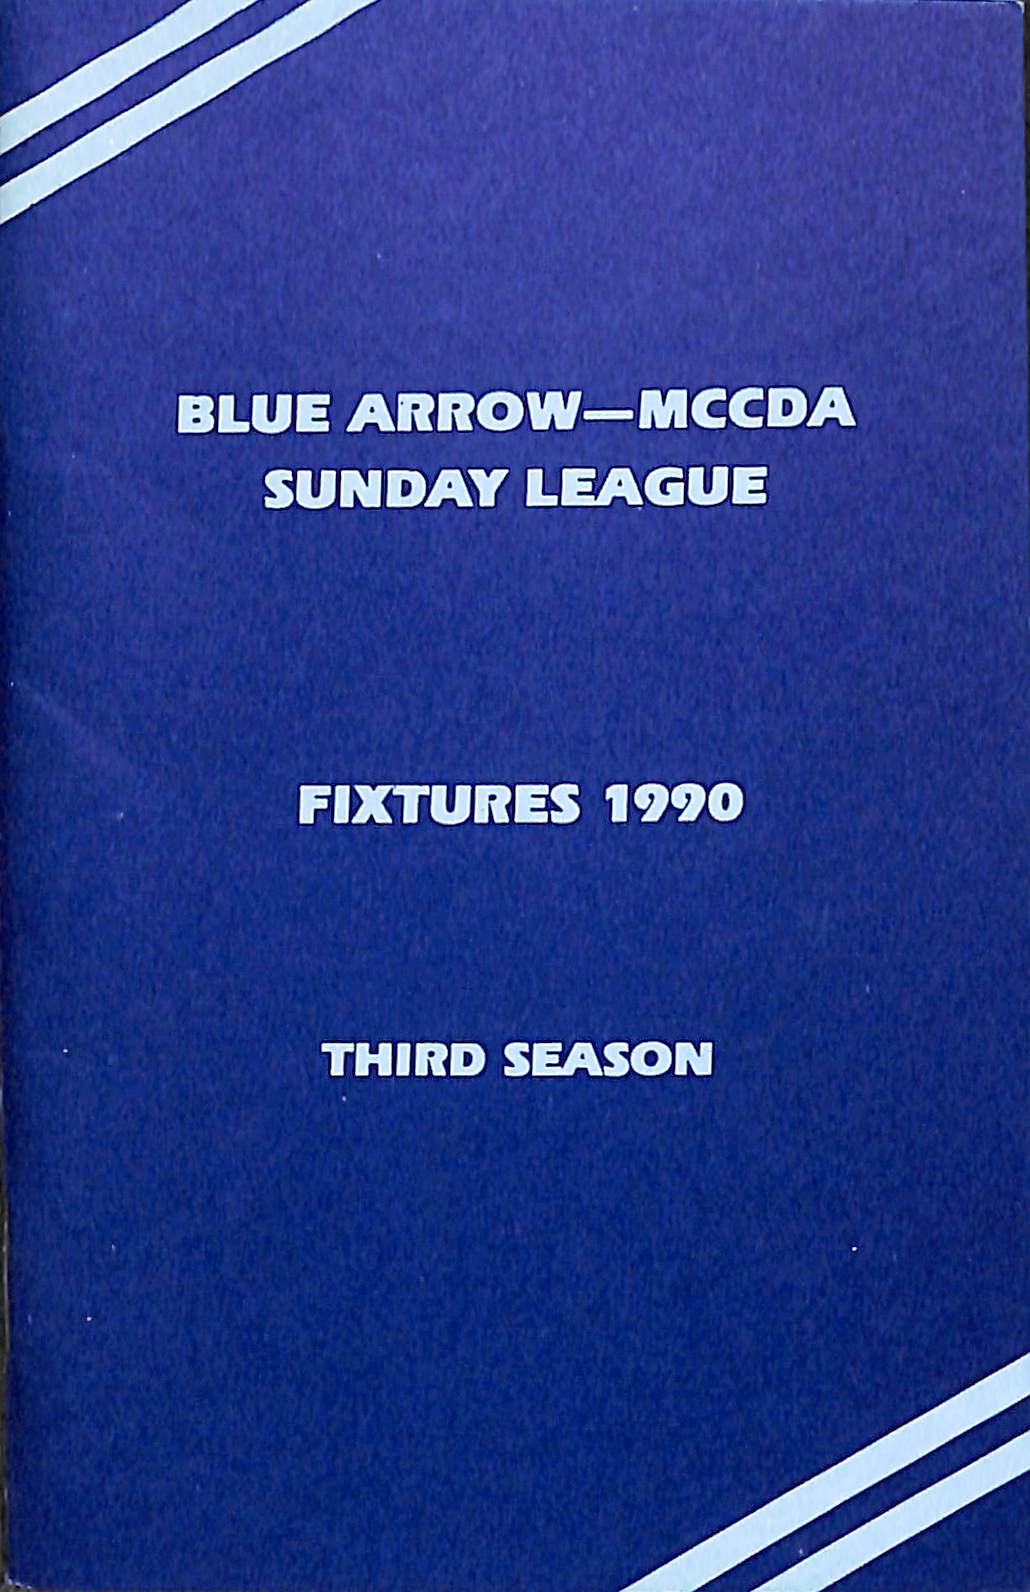 BLUE ARROW—MCCDA
SUNDAY LEAGUE
FIXTURES 1990
THIRD SEASON